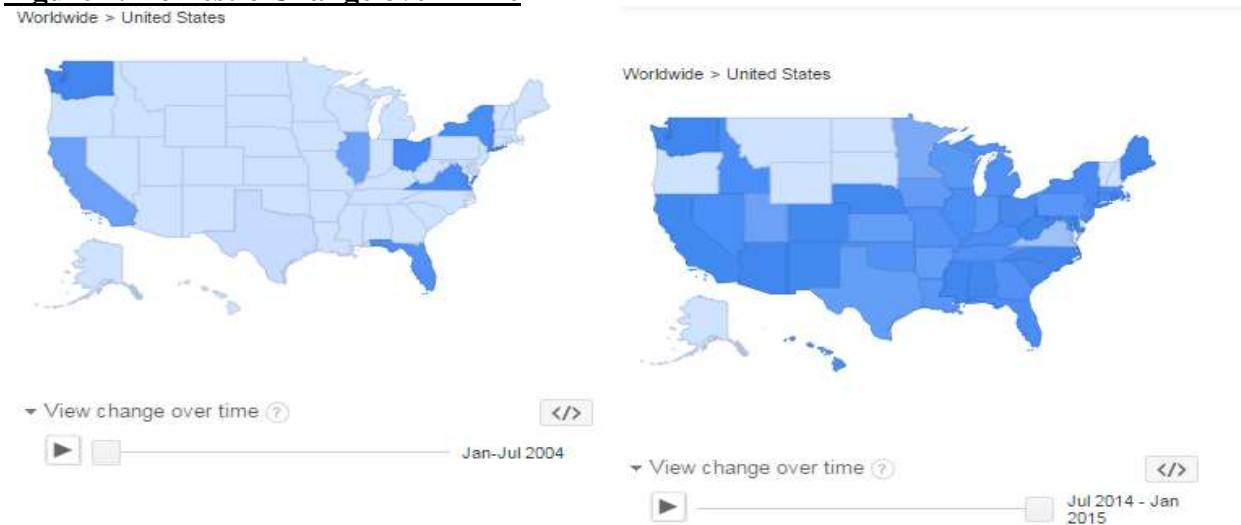 Worldwide > United States
View change over time ?
</>
Jan-Jul 2004
Worldwide > United States
View change over time ?
</>
Jul 2014 - Jan
2015